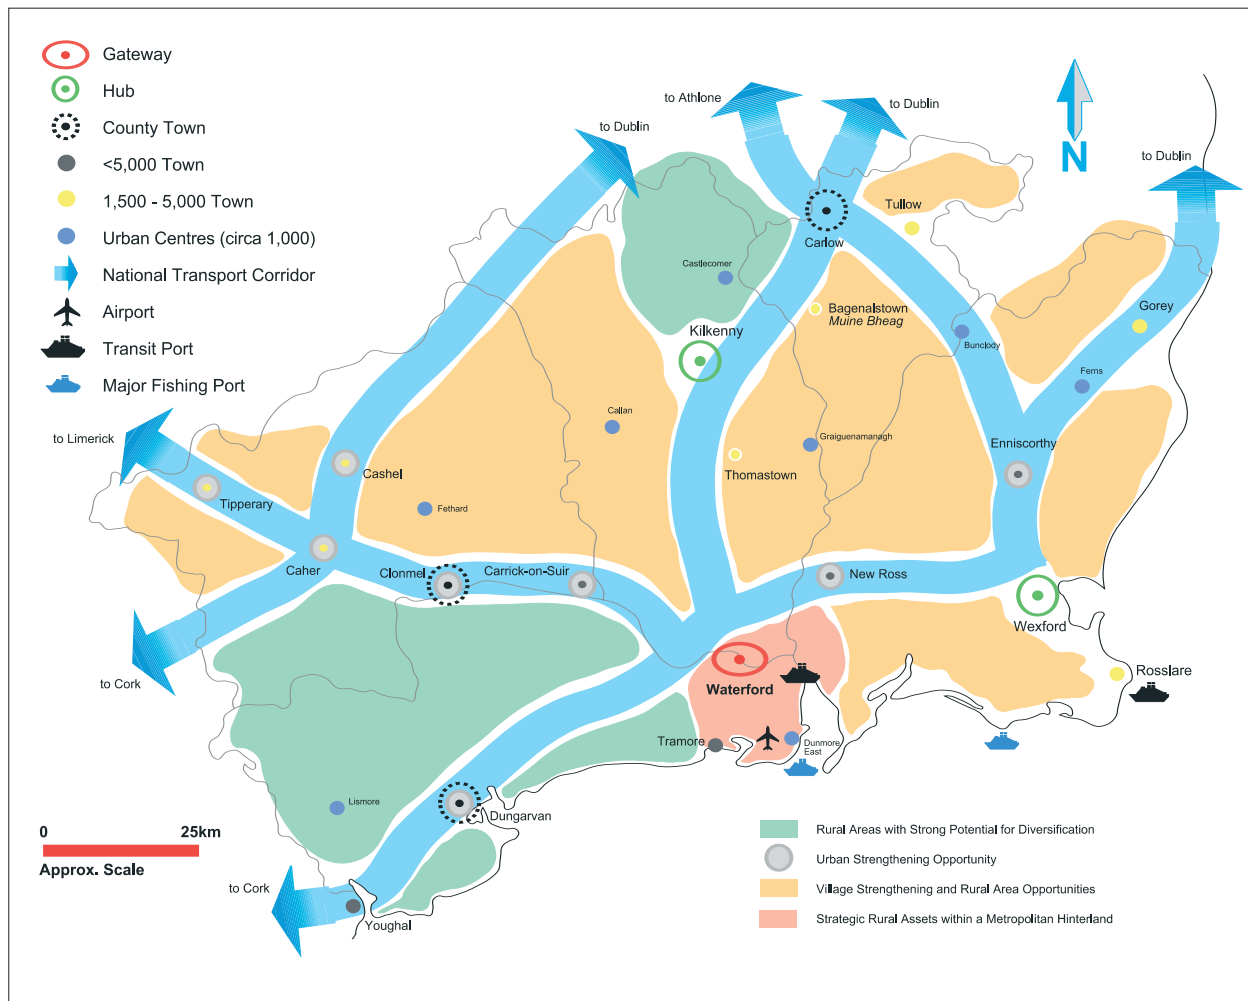 Gateway
Hub
County Town
<5,000 Town
1,500 - 5,000 Town
Urban Centres (circa 1,000)
National Transport Corridor
Airport
Transit Port
Major Fishing Port
to Athlone
to Dublin
to Dublin
to Dublin
N
Tullow
Carlow
Castlecomer
Bagenalstown
Muine Bheag
Gorey
Kilkenny
Bunclody
Ferns
Callan
to Limerick
Graiguenamanagh
Enniscorthy
Cashel
Thomastown
Tipperary
Fethard
Caher
Clonmel
Carrick-on-Suir
New Ross
Wexford
to Cork
Waterford
Rosslare
Tramore
Dunmore
East
Lismore
Dungarvan
0 25km
Approx. Scale
to Cork
Youghal
Rural Areas with Strong Potential for Diversification
Urban Strengthening Opportunity
Village Strengthening and Rural Area Opportunities
Strategic Rural Assets within a Metropolitan Hinterland